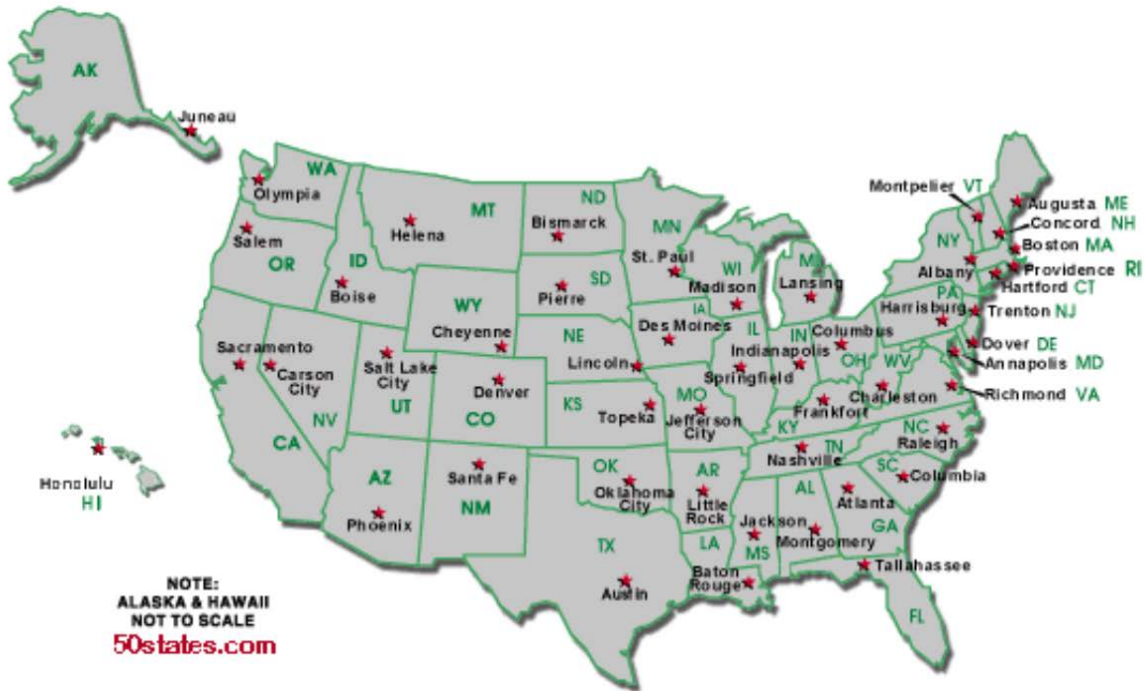 AK
Juneau
WA
Olympia
MT
Helena
ND
Bismarck
MN
St. Paul
Montpelier VT
Augusta ME
Concord NH
Boston MA
Providence RI
Hartford CT
NY
Albany
Salem
OR
ID
Boise
WY
Cheyenne
SD
Pierre
WI
Madison
MI
Lansing
PA
Harrisburg
Trenton NJ
Dover DE
Annapolis MD
Richmond VA
Sacramento
Carson
City
NV
CA
Salt Lake
City
UT
Denver
CO
NE
Lincoln
IA
Des Moines
IL
Springfield
IN
Indianapolis
Columbus
OH
WV
Charleston
KS
Topeka
MO
Jefferson
City
KY
Frankfort
Honolulu
HI
AZ
Phoenix
Santa Fe
NM
OK
Oklahoma
City
AR
Little
Rock
TN
Nashville
NC
Raleigh
SC
Columbia
TX
Austin
LA
Baton
Rouge
Jackson
MS
AL
Montgomery
Atlanta
GA
Tallahassee
FL
NOTE:
ALASKA & HAWAII
NOT TO SCALE
50states.com